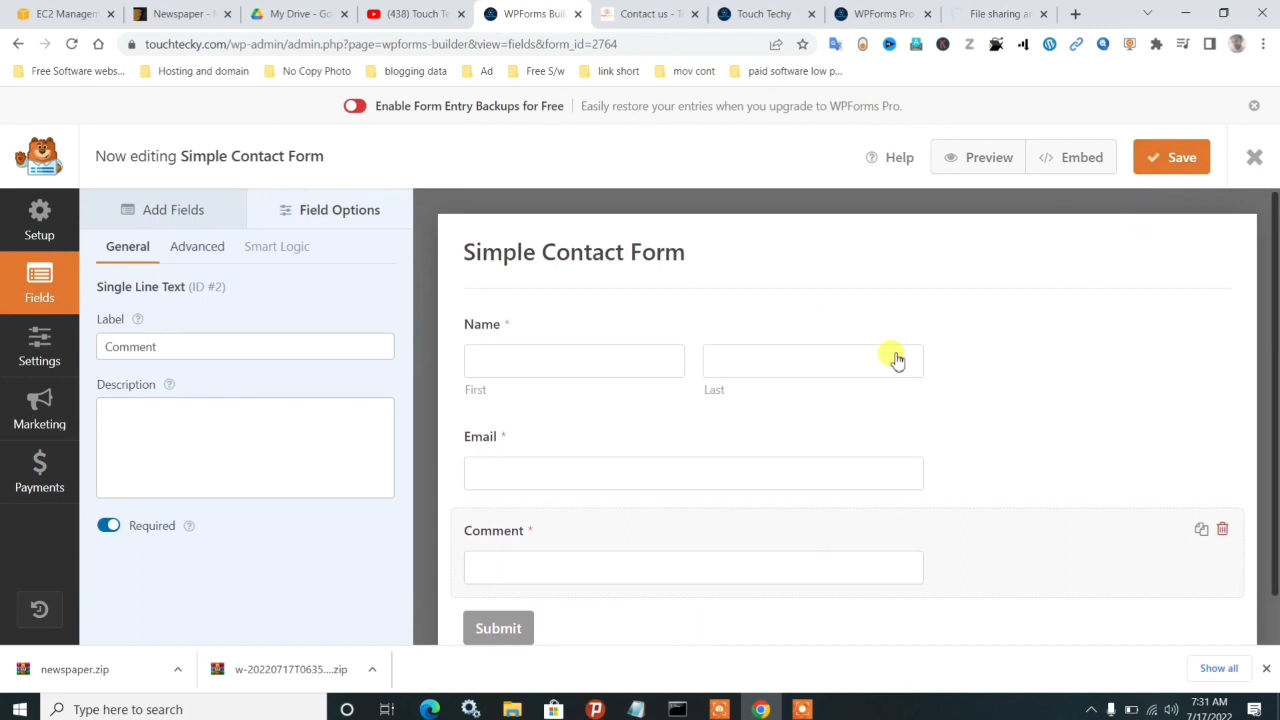 EC2 Managem
Newspaper -
My Drive - Goo
(438) Touch Te
WPForms Buil
Contact us - To
Touch Techy
WPForms Pro
File sharing an
touchtechy.com/wp-admin/admin.php?page=wpforms-builder&view=fields&form_id=2764
Free Software webs...
Hosting and domain
No Copy Photo
blogging data
Ad
Free S/w
link short
mov cont
paid software low p...
Enable Form Entry Backups for Free
Easily restore your entries when you upgrade to WPForms Pro.
Now editing Simple Contact Form
Help
Preview
Embed
Save
Setup
Fields
Settings
Marketing
Payments
Add Fields
Field Options
General
Advanced
Smart Logic
Single Line Text (ID #2)
Label
Comment
Description
Required
Simple Contact Form
Name *
First
Last
Email *
Comment *
Submit
newspaper.zip
w-20220717T0635....zip
Show all
Type here to search
7:31 AM
7/17/2022